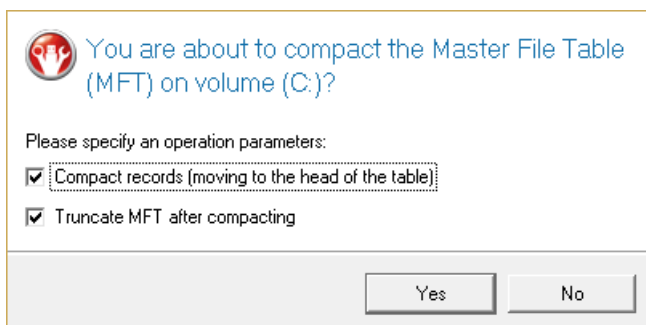 You are about to compact the Master File Table
(MFT) on volume (C:)?
Please specify an operation parameters:
Compact records (moving to the head of the table)
Truncate MFT after compacting
Yes No